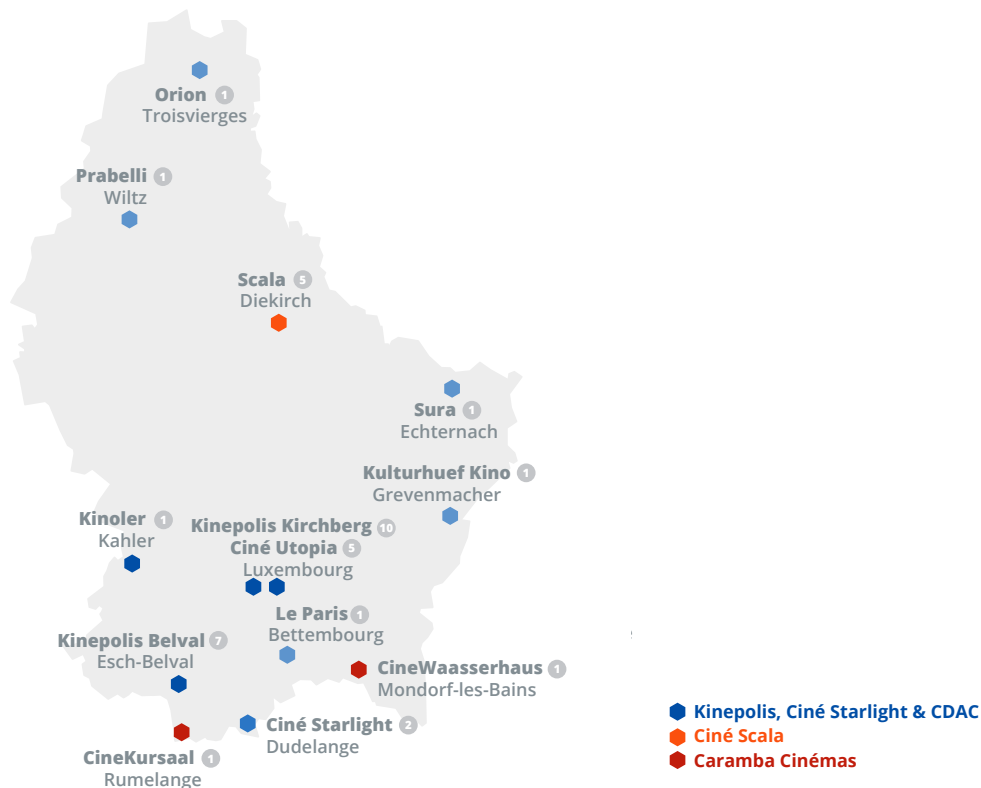 Orion 1
Troisvierges
Prabelli 1
Wiltz
Scala 5
Diekirch
Sura 1
Echternach
Kulturhuef Kino 1
Grevenmacher
Kinoler 1
Kahler
Kinepolis Kirchberg 10
Ciné Utopia 5
Luxembourg
Le Paris 1
Bettembourg
Kinepolis Belval 7
Esch-Belval
CineWaasserhaus 1
Mondorf-les-Bains
Ciné Starlight 2
Dudelange
CineKursaal 1
Rumelange
Kinepolis, Ciné Starlight & CDAC
Ciné Scala
Caramba Cinémas